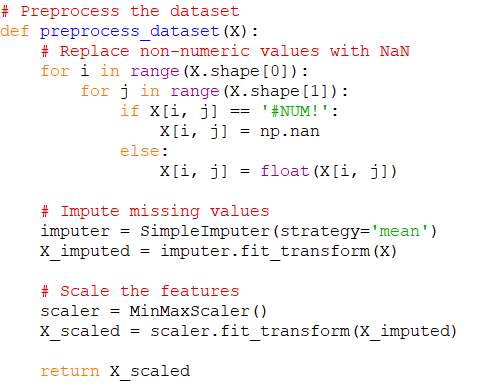 # Preprocess the dataset
def preprocess_dataset(X):
    # Replace non-numeric values with NaN
    for i in range(X.shape[0]):
        for j in range(X.shape[1]):
            if X[i, j] == '#NUM!':
                X[i, j] = np.nan
            else:
                X[i, j] = float(X[i, j])

    # Impute missing values
    imputer = SimpleImputer(strategy='mean')
    X_imputed = imputer.fit_transform(X)

    # Scale the features
    scaler = MinMaxScaler()
    X_scaled = scaler.fit_transform(X_imputed)

    return X_scaled